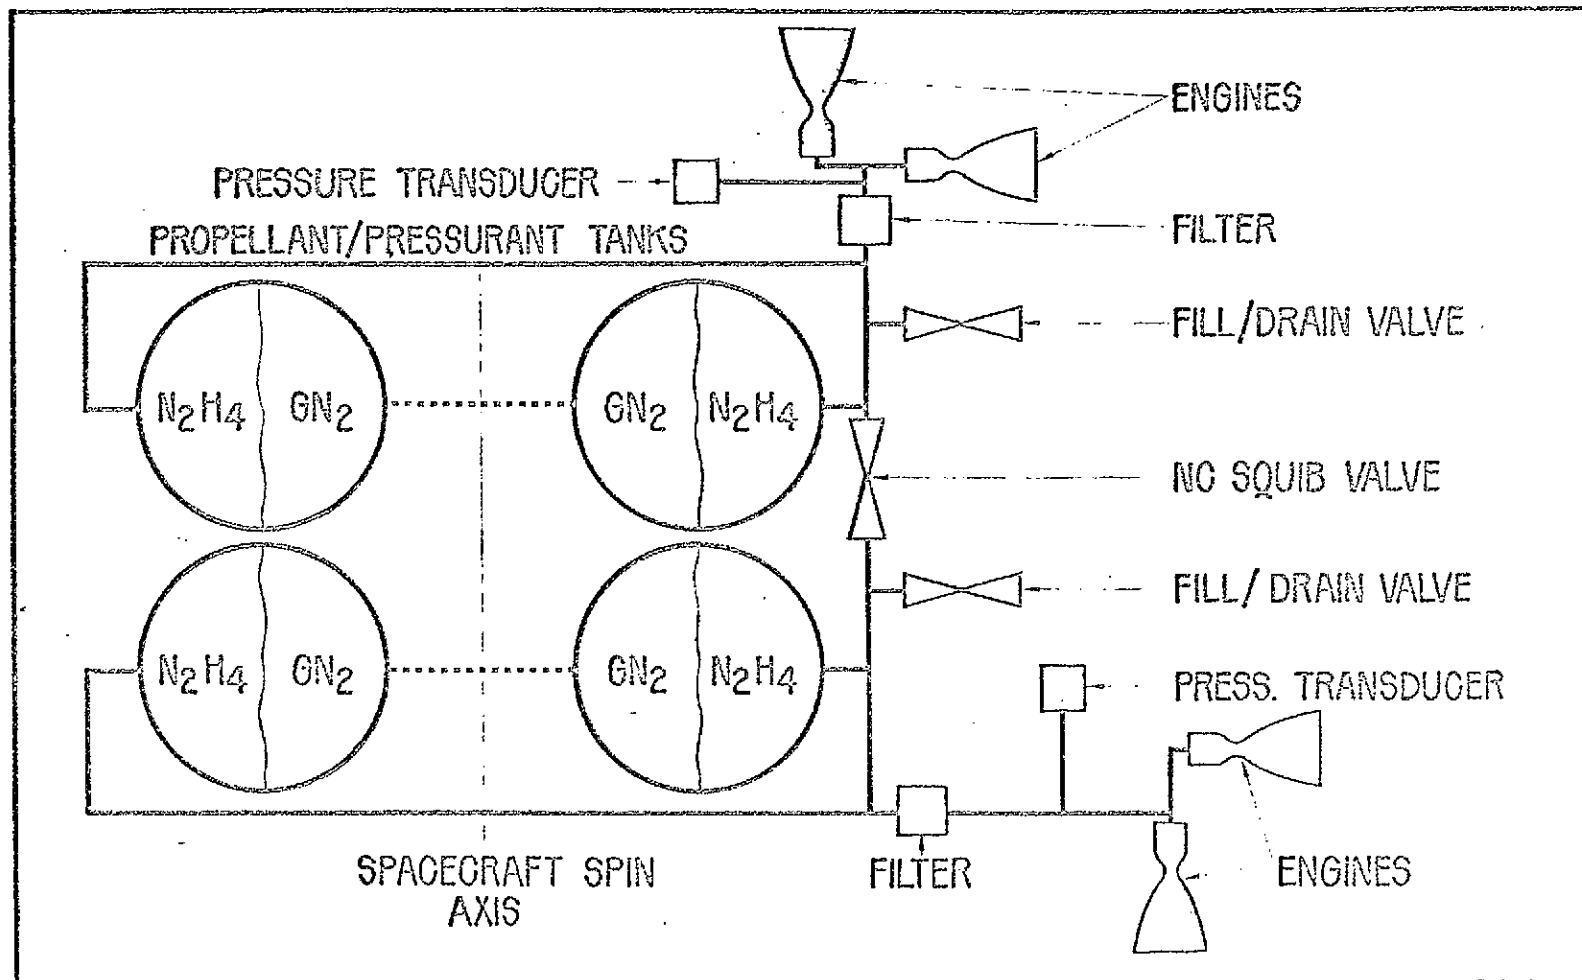 ENGINES
PRESSURE TRANSDUCER
FILTER
PROPELLANT/PRESSURANT TANKS
FILL/DRAIN VALVE
N2H4 GN2 GN2 N2H4
NC SQUIB VALVE
FILL/ DRAIN VALVE
N2H4 GN2 GN2 N2H4
PRESS. TRANSDUCER
SPACECRAFT SPIN
AXIS
FILTER
ENGINES